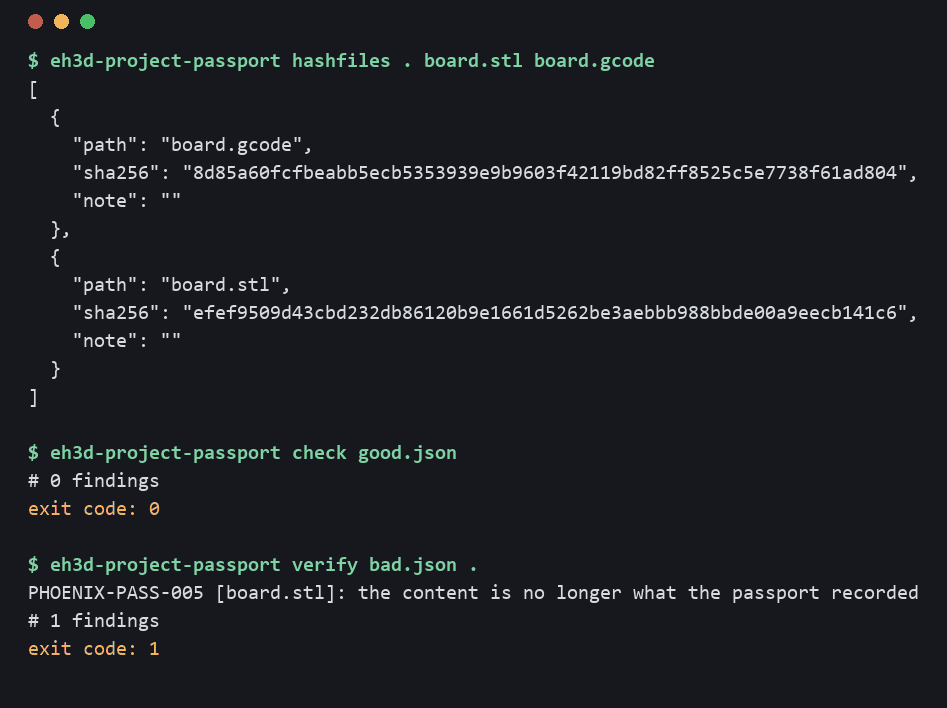 $ eh3d-project-passport hashfiles . board.stl board.gcode
[
  {
    "path": "board.gcode",
    "sha256": "8d85a60fcfbeabb5ecb5353939e9b9603f42119bd82ff8525c5e7738f61ad804",
    "note": ""
  },
  {
    "path": "board.stl",
    "sha256": "efef9509d43cbd232db86120b9e1661d5262be3aebbb988bbde00a9eecb141c6",
    "note": ""
  }
]
$ eh3d-project-passport check good.json
# 0 findings
exit code: 0
$ eh3d-project-passport verify bad.json .
PHOENIX-PASS-005 [board.stl]: the content is no longer what the passport recorded
# 1 findings
exit code: 1